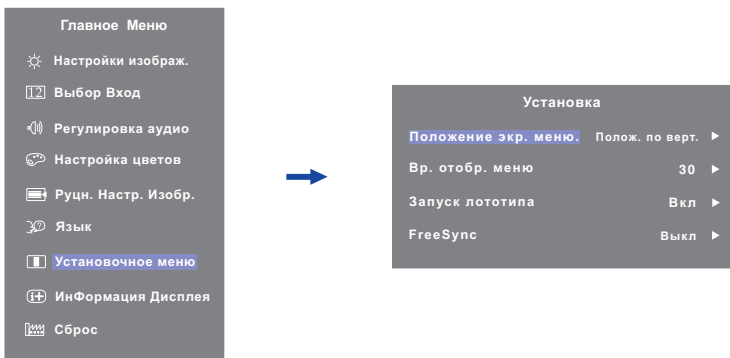 Главное Меню
Настройки изображ.
12 Выбор Вход
Регулировка аудио
Настройка цветов
Руцн. Настр. Изобр.
Язык
Установочное меню
ИнФормация Дисплея
Сброс
Установка
Положение экр. меню. Полож. по верт.
Вр. отобр. меню 30
Запуск лототипа Вкл
FreeSync Выкл